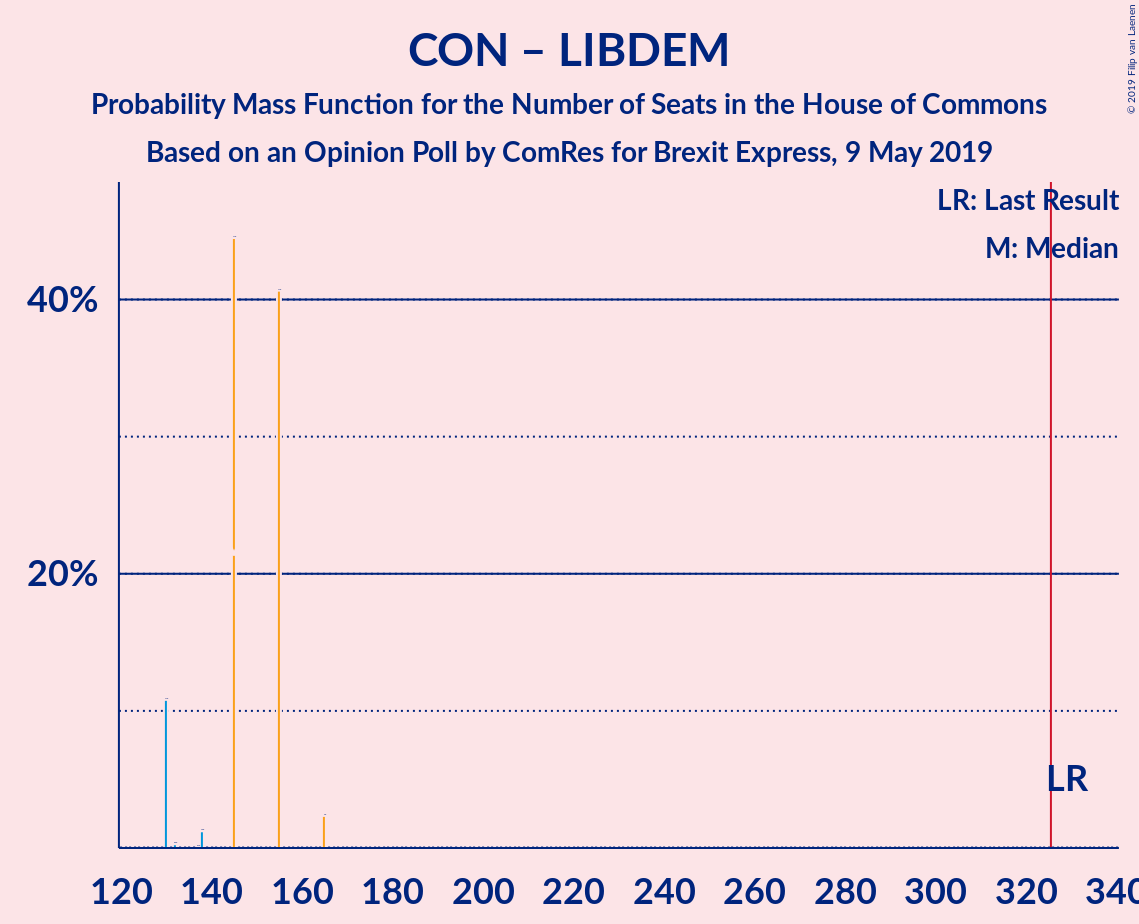 CON – LIBDEM
Probability Mass Function for the Number of Seats in the House of Commons
Based on an Opinion Poll by ComRes for Brexit Express, 9 May 2019
© 2019 Filip van Laenen
LR: Last Result
M: Median
40%
20%
LR
120 140 160 180 200 220 240 260 280 300 320 340